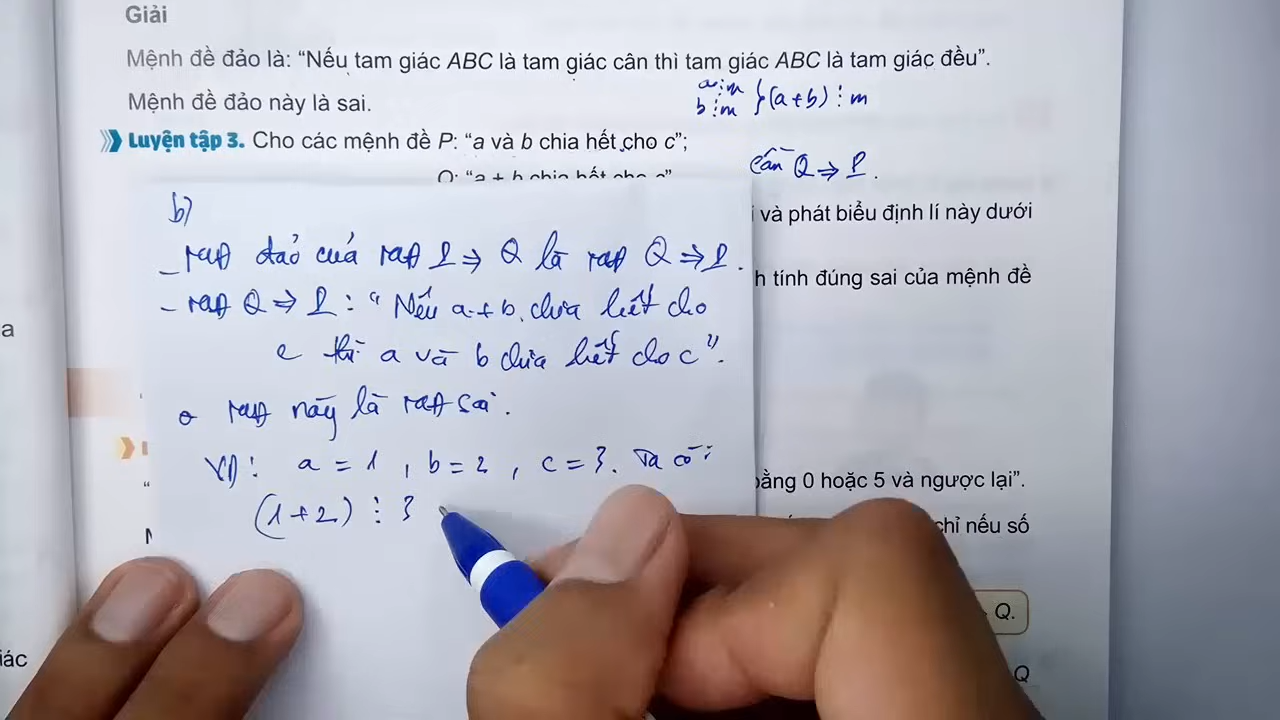 Giải
Mệnh đề đảo là: “Nếu tam giác ABC là tam giác cân thì tam giác ABC là tam giác đều”.
Mệnh đề đảo này là sai.
a ⋮ m
b ⋮ m } (a + b) ⋮ m
Luyện tập 3. Cho các mệnh đề P: “a và b chia hết cho c”;
Q: “a + b chia hết cho c”
Cần Q ⇒ P.
i và phát biểu định lí này dưới
h tính đúng sai của mệnh đề
b)
- mđ đảo của mđ P ⇒ Q là mđ Q ⇒ P.
- mđ Q ⇒ P : “Nếu a + b chia hết cho
c thì a và b chia hết cho c”.
mđ này là mđ sai.
VD: a = 1, b = 2, c = 3. Ta có:
(1+2) ⋮ 3
bằng 0 hoặc 5 và ngược lại”.
chỉ nếu số
Q.
Q
a
iác